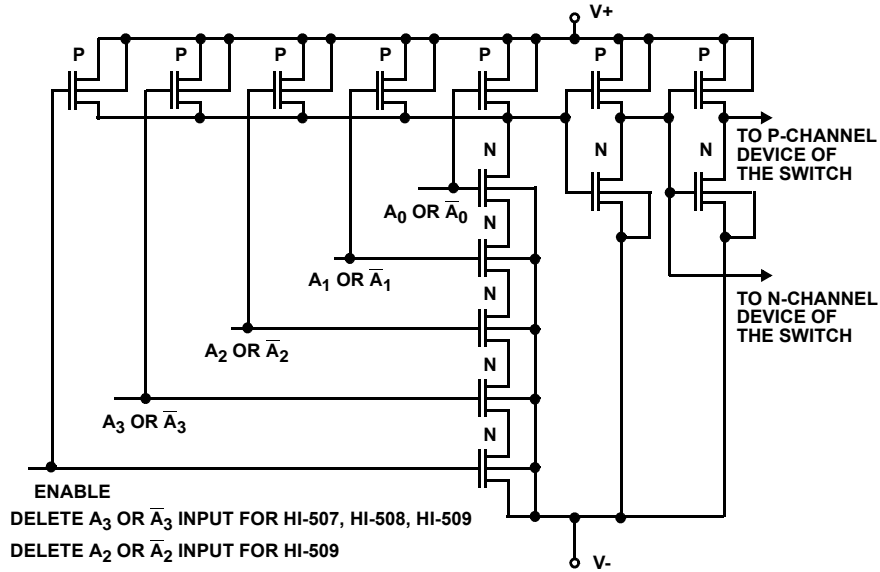 V+
P P P P P P P
TO P-CHANNEL
DEVICE OF
THE SWITCH
N N N
A0 OR A̅0
N
A1 OR A̅1
N
TO N-CHANNEL
DEVICE OF
THE SWITCH
A2 OR A̅2
N
A3 OR A̅3
N
ENABLE
DELETE A3 OR A̅3 INPUT FOR HI-507, HI-508, HI-509
DELETE A2 OR A̅2 INPUT FOR HI-509
V-